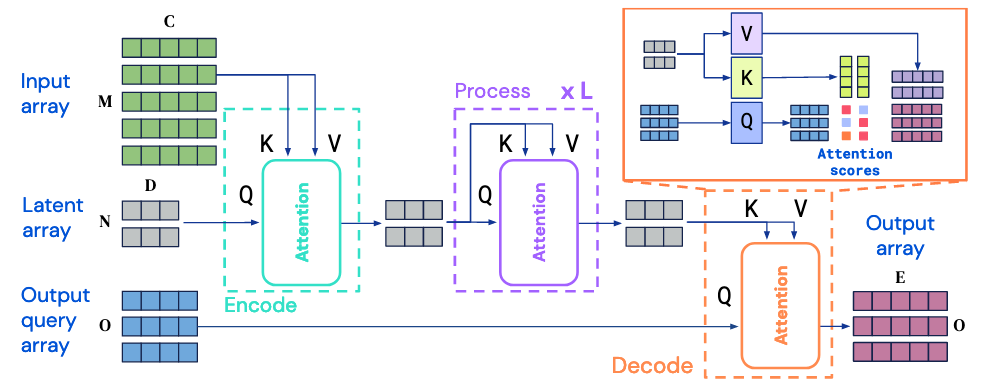 C
Input
array
M
K
V
Q
Attention
Encode
D
Latent
array
N
Process
x L
K
V
Q
Attention
V
K
Q
Attention
scores
K
V
Q
Attention
Decode
Output
query
array
O
Output
array
E
O